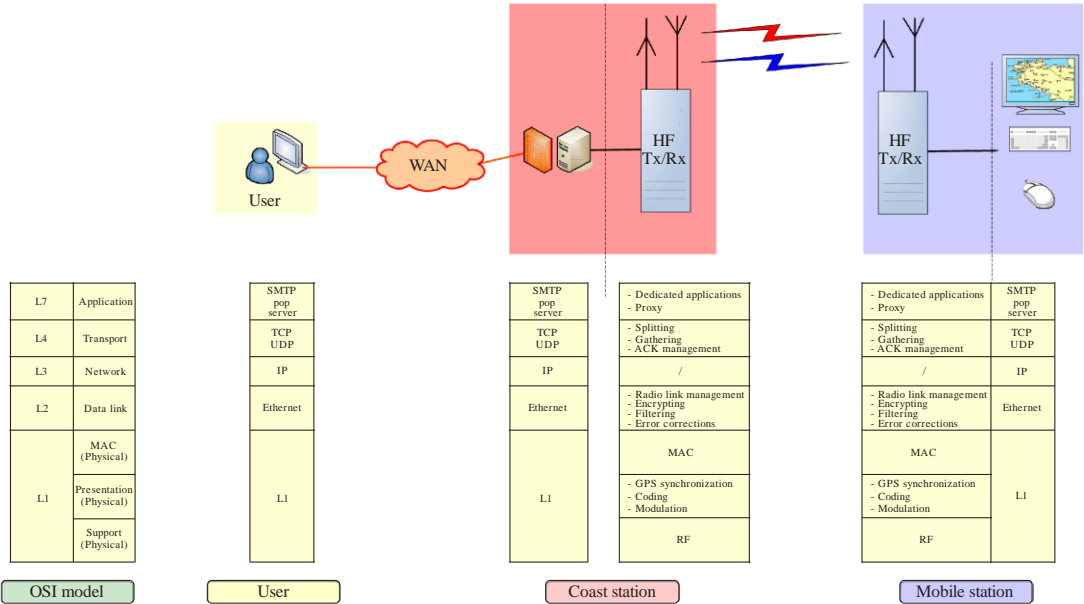 HF
Tx/Rx
HF
Tx/Rx
WAN
User
L7
Application
SMTP
pop
server
SMTP
pop
server
- Dedicated applications
- Proxy
- Dedicated applications
- Proxy
SMTP
pop
server
L4
Transport
TCP
UDP
TCP
UDP
- Splitting
- Gathering
- ACK management
- Splitting
- Gathering
- ACK management
TCP
UDP
L3
Network
IP
IP
/
/
IP
L2
Data link
Ethernet
Ethernet
- Radio link management
- Encrypting
- Filtering
- Error corrections
- Radio link management
- Encrypting
- Filtering
- Error corrections
Ethernet
L1
MAC
(Physical)
Presentation
(Physical)
Support
(Physical)
L1
L1
MAC
- GPS synchronization
- Coding
- Modulation
RF
MAC
- GPS synchronization
- Coding
- Modulation
RF
L1
OSI model
User
Coast station
Mobile station